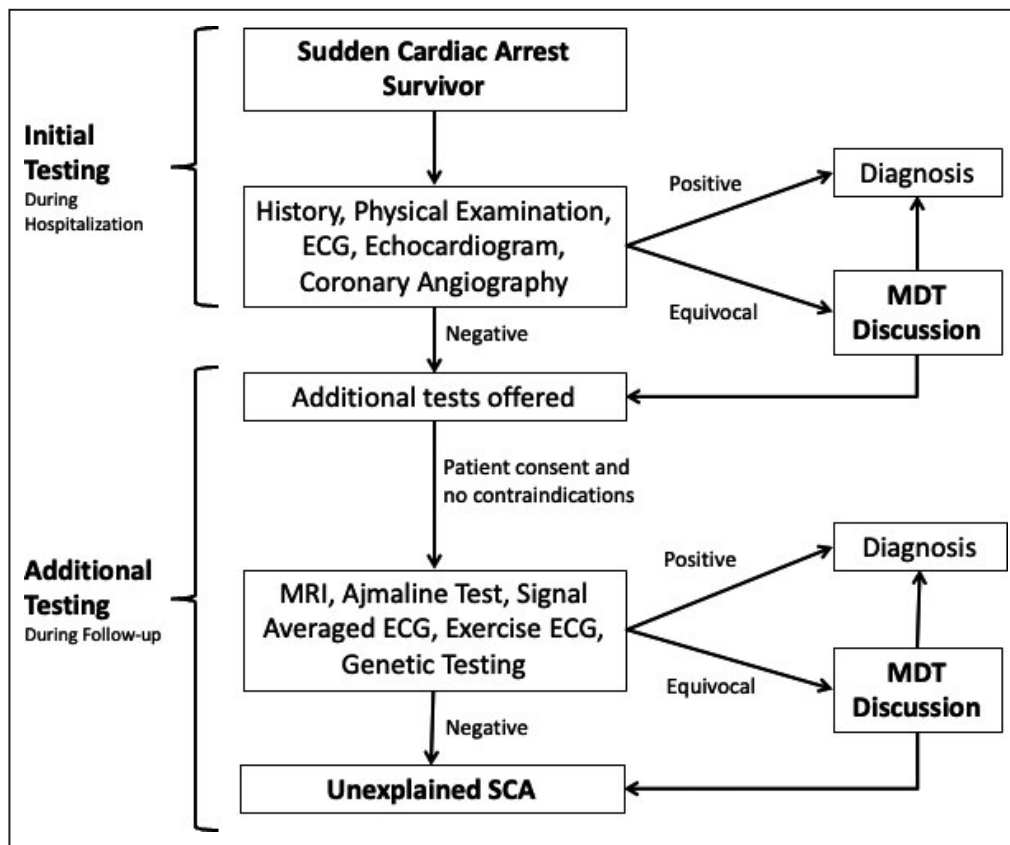 Sudden Cardiac Arrest
Survivor
Initial
Testing
During
Hospitalization
History, Physical Examination,
ECG, Echocardiogram,
Coronary Angiography
Positive
Diagnosis
Equivocal
MDT
Discussion
Negative
Additional tests offered
Patient consent and
no contraindications
Additional
Testing
During Follow-up
MRI, Ajmaline Test, Signal
Averaged ECG, Exercise ECG,
Genetic Testing
Positive
Diagnosis
Equivocal
MDT
Discussion
Negative
Unexplained SCA